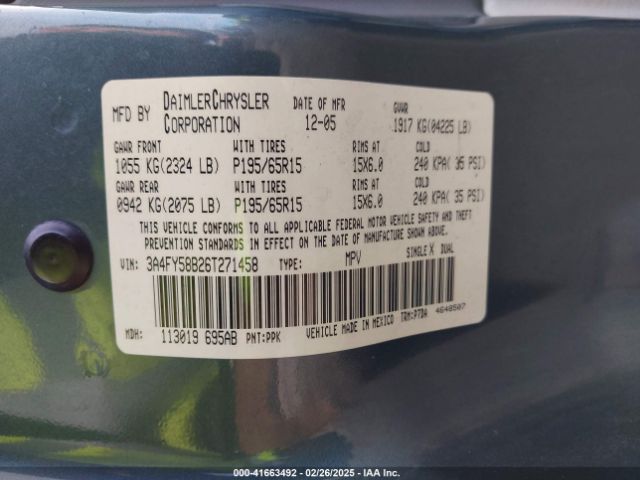 MFD BY DAIMLERCHRYSLER CORPORATION DATE OF MFR 12-05 GVWR 1917 KG(04225 LB)
GAWR FRONT WITH TIRES RIMS AT COLD
1055 KG(2324 LB) P195/65R15 15X6.0 240 KPA( 35 PSI)
GAWR REAR WITH TIRES RIMS AT COLD
0942 KG(2075 LB) P195/65R15 15X6.0 240 KPA( 35 PSI)
THIS VEHICLE CONFORMS TO ALL APPLICABLE FEDERAL MOTOR VEHICLE SAFETY AND THEFT
PREVENTION STANDARDS IN EFFECT ON THE DATE OF MANUFACTURE SHOWN ABOVE.
VIN: 3A4FY58B26T271458 TYPE: MPV SINGLE X DUAL
MDH: 113019 695AB PNT:PPK VEHICLE MADE IN MEXICO TRM:P7DA 4648507
000-41663492 - 02/26/2025 - IAA Inc.